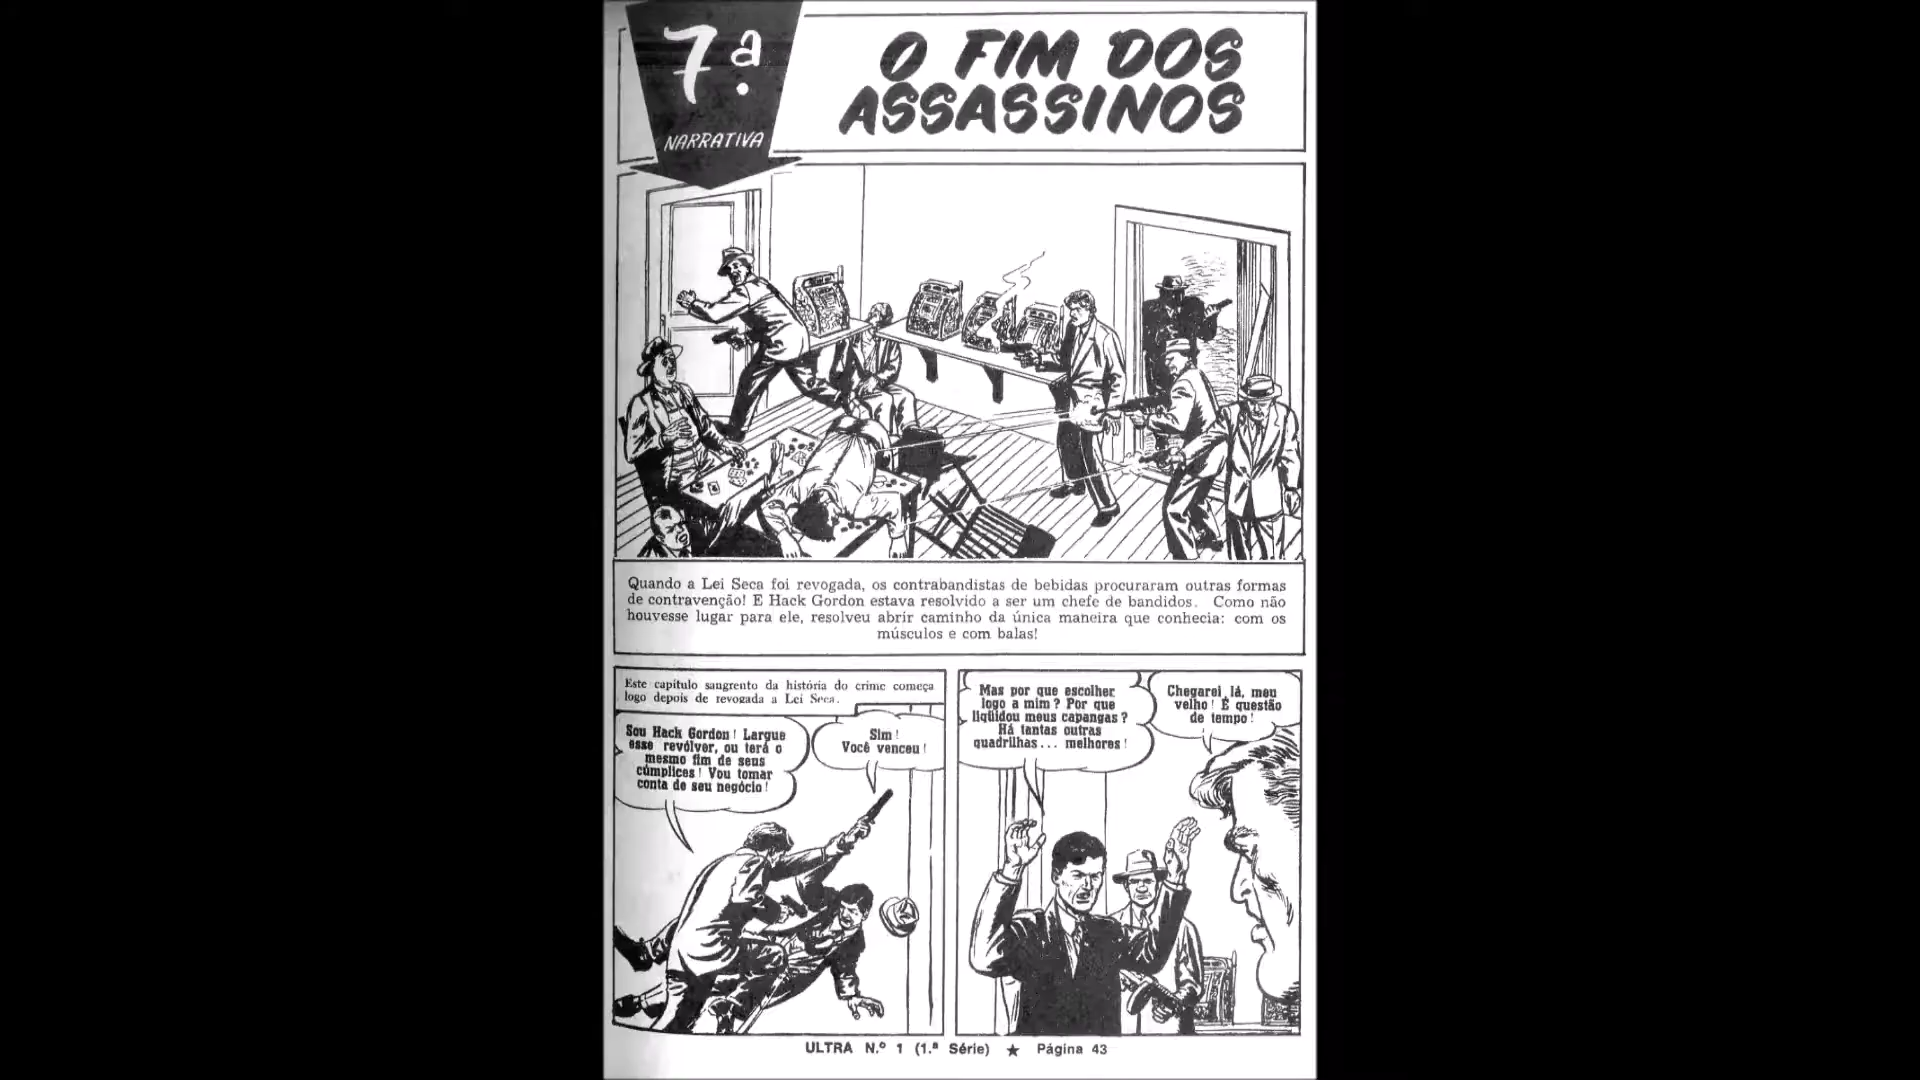 7.ª
NARRATIVA
O FIM DOS
ASSASSINOS
Quando a Lei Seca foi revogada, os contrabandistas de bebidas procuraram outras formas
de contravenção! E Hack Gordon estava resolvido a ser um chefe de bandidos. Como não
houvesse lugar para ele, resolveu abrir caminho da única maneira que conhecia: com os
músculos e com balas!
Este capítulo sangrento da história do crime começa
logo depois de revogada a Lei Seca.
Sou Hack Gordon! Largue
esse revólver, ou terá o
mesmo fim de seus
cúmplices! Vou tomar
conta de seu negócio!
Sim!
Você venceu!
Mas por que escolher
logo a mim? Por que
liqüidou meus capangas?
Há tantas outras
quadrilhas... melhores!
Chegarei lá, meu
velho! É questão
de tempo!
ULTRA N.º 1 (1.ª Série) ★ Página 43